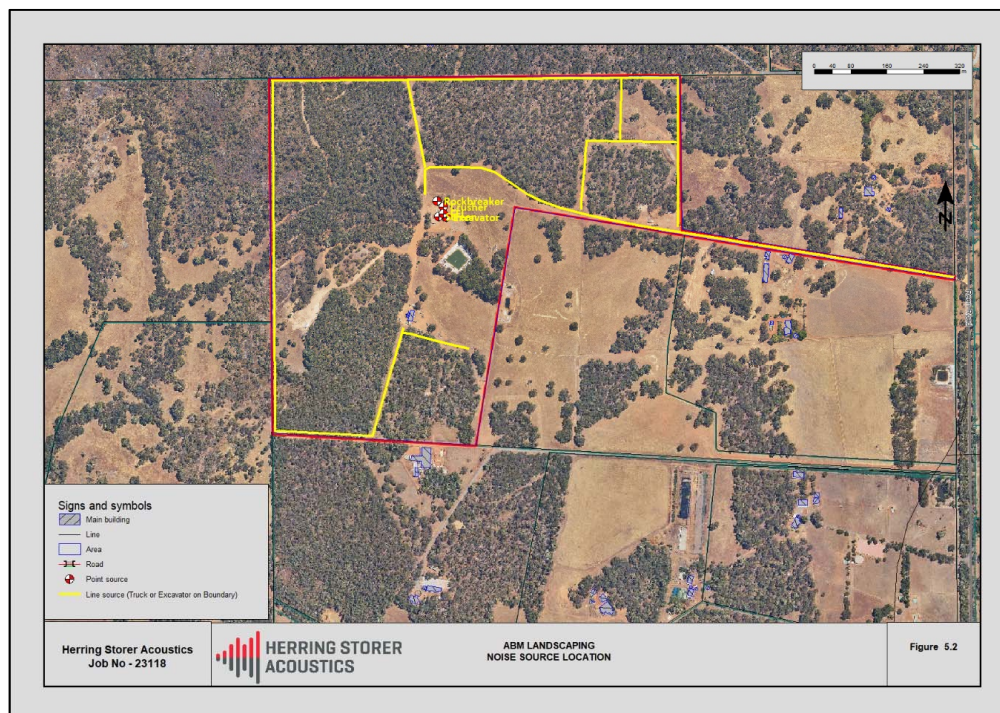 0 40 80 160 240 320
m
Rockbreaker
Crusher
Excavator
N
Signs and symbols
Main building
Line
Area
Road
Point source
Line source (Truck or Excavator on Boundary)
Herring Storer Acoustics
Job No - 23118
HERRING STORER
ACOUSTICS
ABM LANDSCAPING
NOISE SOURCE LOCATION
Figure 5.2